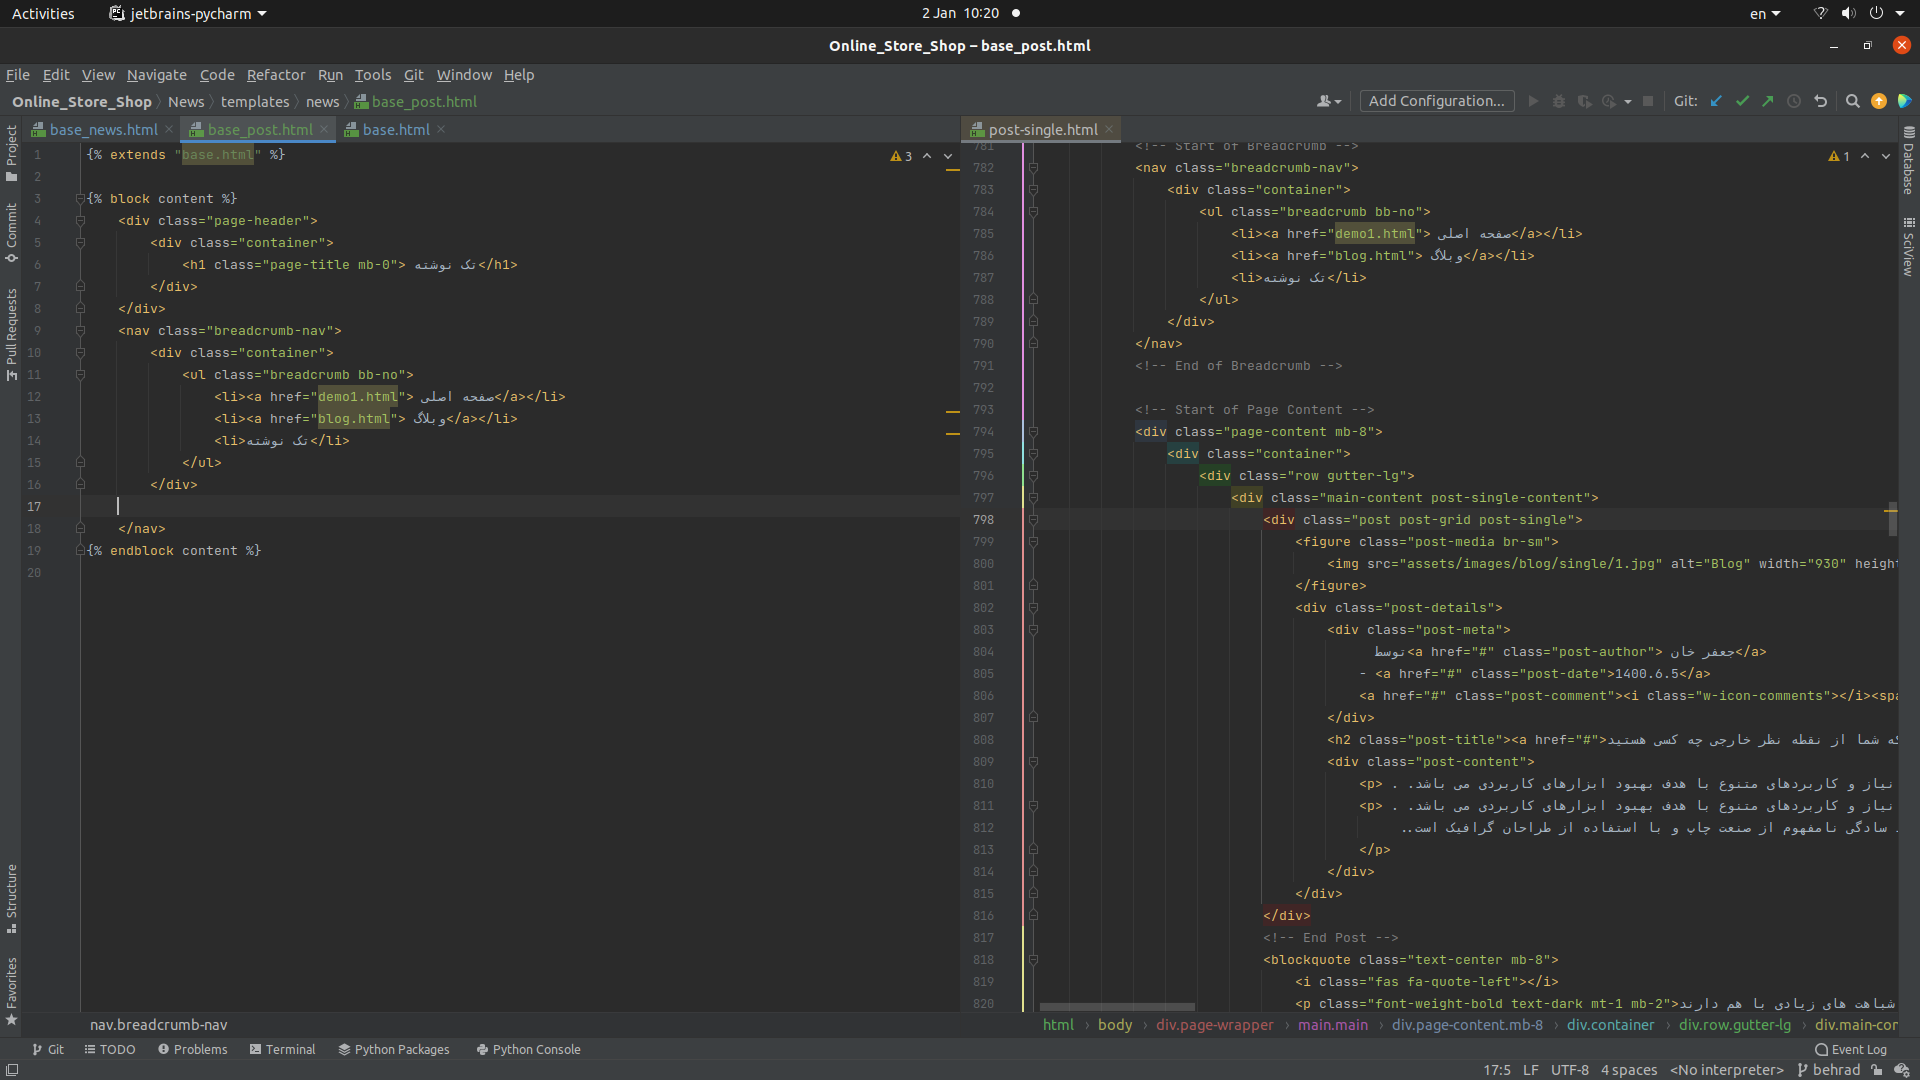 Activities jetbrains-pycharm 2 Jan 10:20 en
Online_Store_Shop – base_post.html
File Edit View Navigate Code Refactor Run Tools Git Window Help
Online_Store_Shop News templates news base_post.html Add Configuration... Git:
base_news.html base_post.html base.html
Project
Commit
Pull Requests
Structure
Favorites
3
1 {% extends "base.html" %}
2
3 {% block content %}
4 <div class="page-header">
5 <div class="container">
6 <h1 class="page-title mb-0"> تک نوشته</h1>
7 </div>
8 </div>
9 <nav class="breadcrumb-nav">
10 <div class="container">
11 <ul class="breadcrumb bb-no">
12 <li><a href="demo1.html"> صفحه اصلی</a></li>
13 <li><a href="blog.html"> وبلاگ</a></li>
14 <li>تک نوشته</li>
15 </ul>
16 </div>
17
18 </nav>
19 {% endblock content %}
20
nav.breadcrumb-nav
post-single.html
1
781 <!-- Start of Breadcrumb -->
782 <nav class="breadcrumb-nav">
783 <div class="container">
784 <ul class="breadcrumb bb-no">
785 <li><a href="demo1.html"> صفحه اصلی</a></li>
786 <li><a href="blog.html"> وبلاگ</a></li>
787 <li>تک نوشته</li>
788 </ul>
789 </div>
790 </nav>
791 <!-- End of Breadcrumb -->
792
793 <!-- Start of Page Content -->
794 <div class="page-content mb-8">
795 <div class="container">
796 <div class="row gutter-lg">
797 <div class="main-content post-single-content">
798 <div class="post post-grid post-single">
799 <figure class="post-media br-sm">
800 <img src="assets/images/blog/single/1.jpg" alt="Blog" width="930" heigh
801 </figure>
802 <div class="post-details">
803 <div class="post-meta">
804 توسط<a href="#" class="post-author"> جعفر خان</a>
805 - <a href="#" class="post-date">1400.6.5</a>
806 <a href="#" class="post-comment"><i class="w-icon-comments"></i><spa
807 </div>
808 <h2 class="post-title"><a href="#">که شما از نقطه نظر خارجی چه کسی هستید
809 <div class="post-content">
810 <p> نیاز و کاربردهای متنوع با هدف بهبود ابزارهای کاربردی می باشد. .
811 <p> نیاز و کاربردهای متنوع با هدف بهبود ابزارهای کاربردی می باشد. .
812 سادگی نامفهوم از صنعت چاپ و با استفاده از طراحان گرافیک است..
813 </p>
814 </div>
815 </div>
816 </div>
817 <!-- End Post -->
818 <blockquote class="text-center mb-8">
819 <i class="fas fa-quote-left"></i>
820 <p class="font-weight-bold text-dark mt-1 mb-2">شباهت های زیادی با هم دارند
html body div.page-wrapper main.main div.page-content.mb-8 div.container div.row.gutter-lg div.main-con
Database
SciView
Git TODO Problems Terminal Python Packages Python Console Event Log
17:5 LF UTF-8 4 spaces <No interpreter> behrad